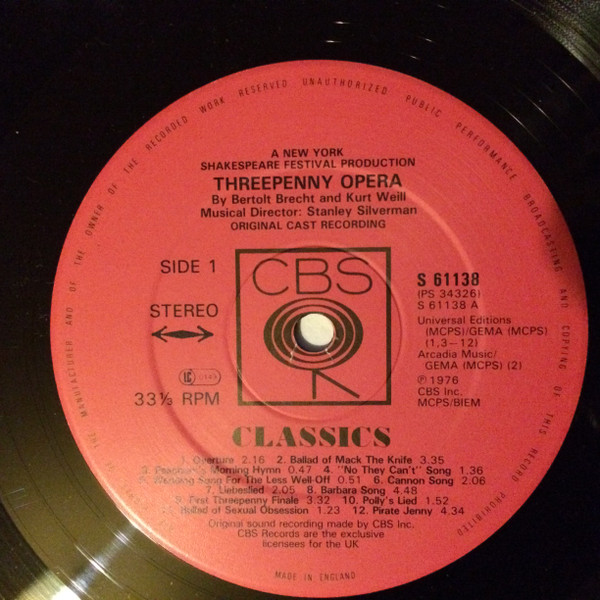 THE MANUFACTURER AND OF THE OWNER OF THE RECORDED WORK RESERVED UNAUTHORIZED PUBLIC PERFORMANCE BROADCASTING AND COPYING OF THIS RECORD PROHIBITED
A NEW YORK
SHAKESPEARE FESTIVAL PRODUCTION
THREEPENNY OPERA
By Bertolt Brecht and Kurt Weill
Musical Director: Stanley Silverman
ORIGINAL CAST RECORDING
SIDE 1
STEREO
LC 0149
33⅓ RPM
CBS
S 61138
(PS 34326)
S 61138 A
Universal Editions
(MCPS)/GEMA (MCPS)
(1,3–12)
Arcadia Music/
GEMA (MCPS) (2)
℗ 1976
CBS Inc.
MCPS/BIEM
CLASSICS
1. Overture 2.16 2. Ballad of Mack The Knife 3.35
3. Peachum's Morning Hymn 0.47 4. "No They Can't" Song 1.36
5. Wedding Song For The Less Well-Off 0.51 6. Cannon Song 2.06
7. Liebeslied 2.05 8. Barbara Song 4.48
9. First Threepenny Finale 3.32 10. Polly's Lied 1.52
11. Ballad of Sexual Obsession 1.23 12. Pirate Jenny 4.34
Original sound recording made by CBS Inc.
CBS Records are the exclusive
licensees for the UK
MADE IN ENGLAND